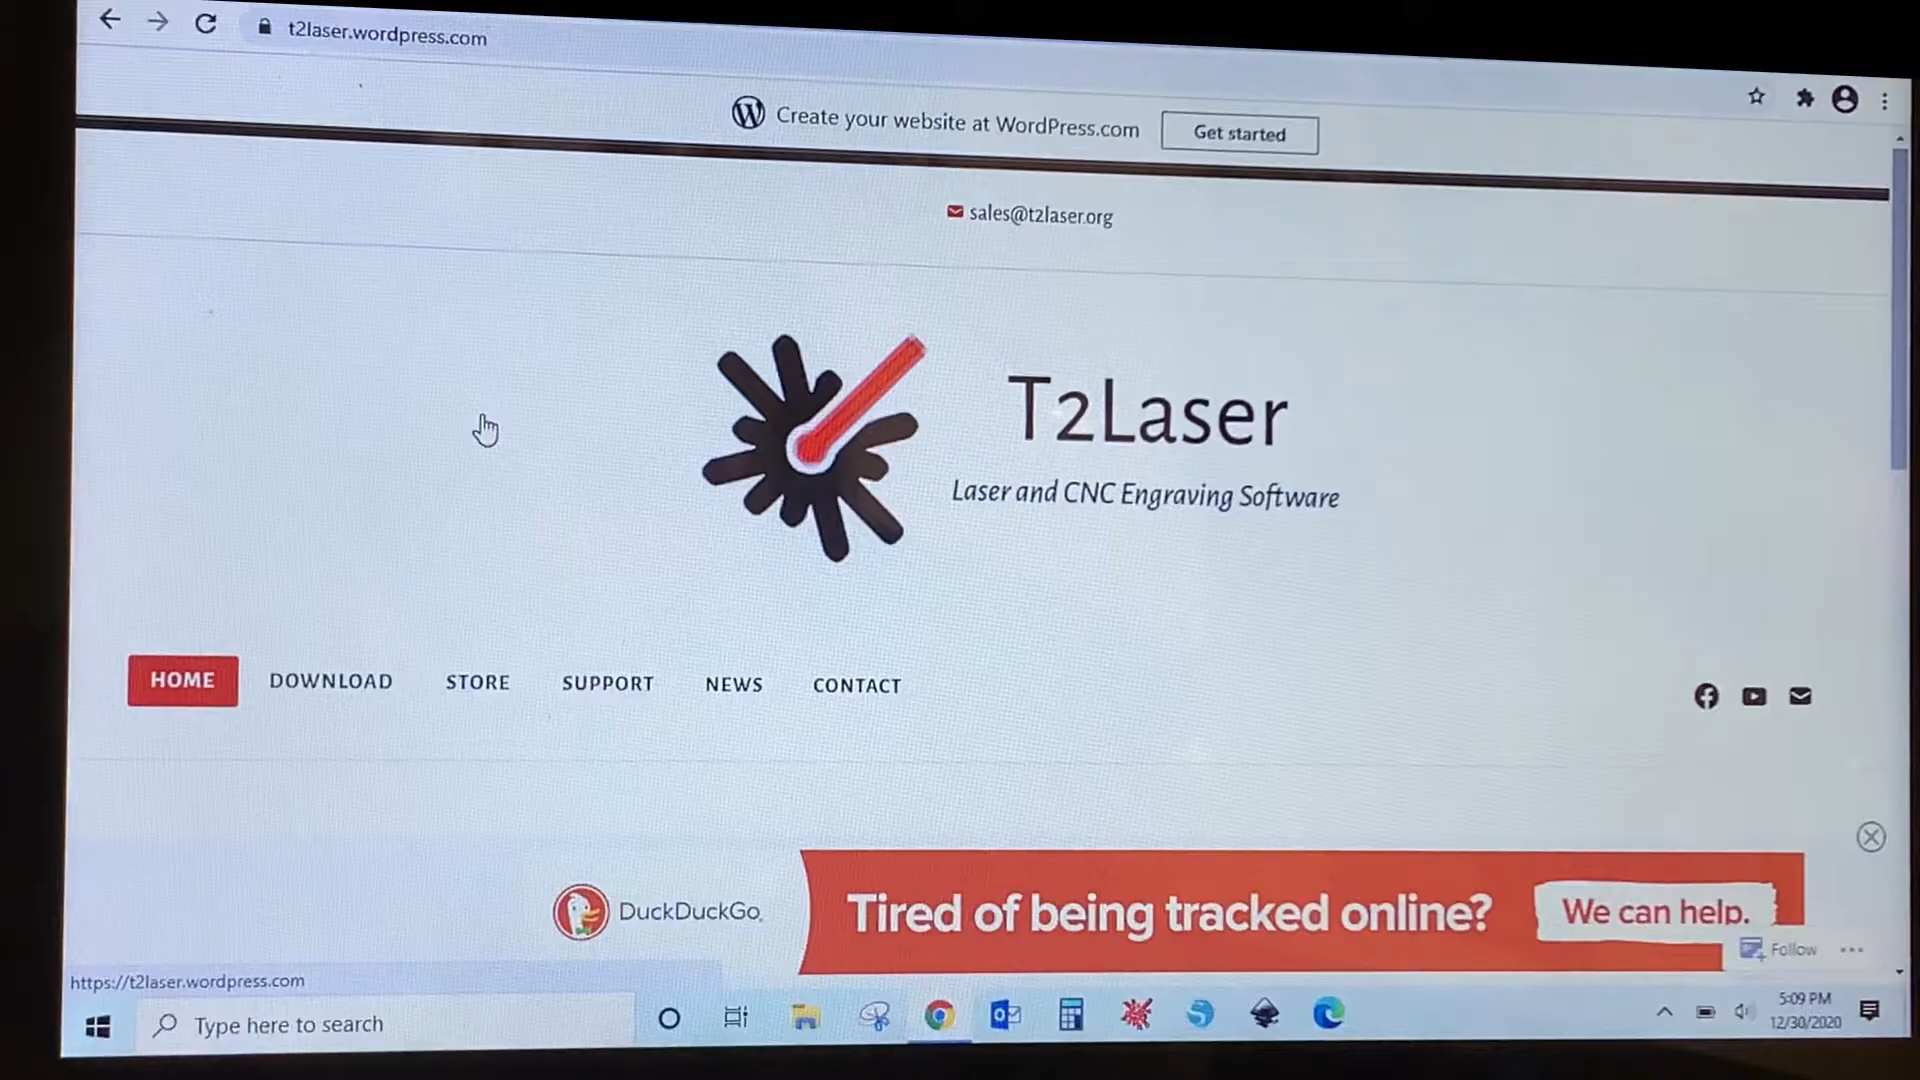 t2laser.wordpress.com
Create your website at WordPress.com
Get started
sales@t2laser.org
T2Laser
Laser and CNC Engraving Software
HOME DOWNLOAD STORE SUPPORT NEWS CONTACT
DuckDuckGo.
Tired of being tracked online?
We can help.
Follow
https://t2laser.wordpress.com
Type here to search
5:09 PM
12/30/2020